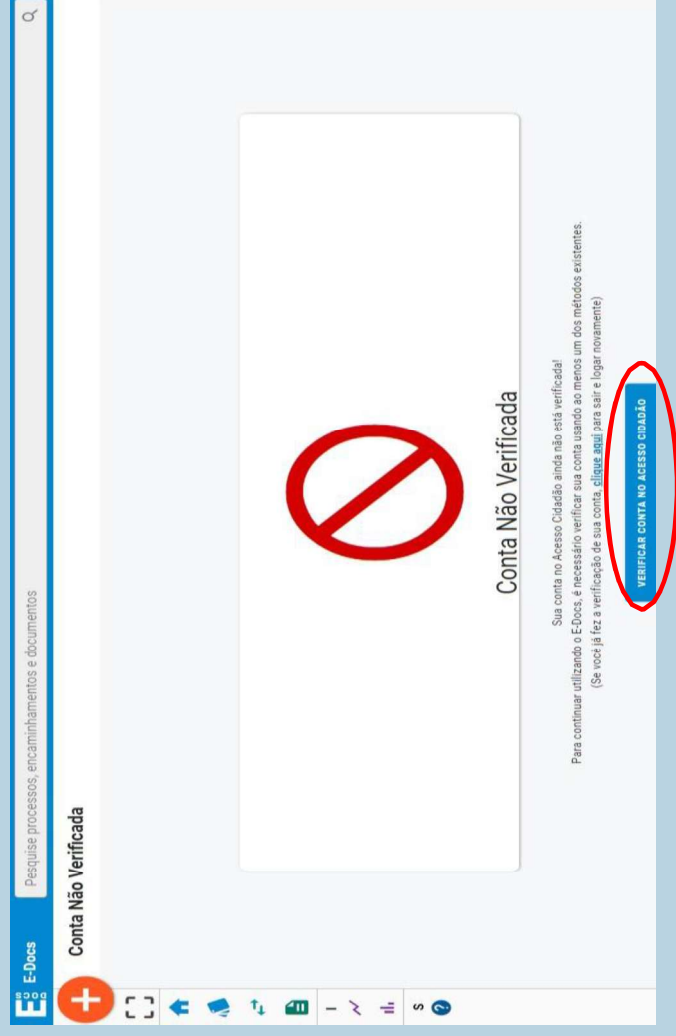 E-Docs
Pesquise processos, encaminhamentos e documentos
Conta Não Verificada
Conta Não Verificada
Sua conta no Acesso Cidadão ainda não está verificada!
Para continuar utilizando o E-Docs, é necessário verificar sua conta usando ao menos um dos métodos existentes.
(Se você já fez a verificação de sua conta, clique aqui para sair e logar novamente)
VERIFICAR CONTA NO ACESSO CIDADÃO